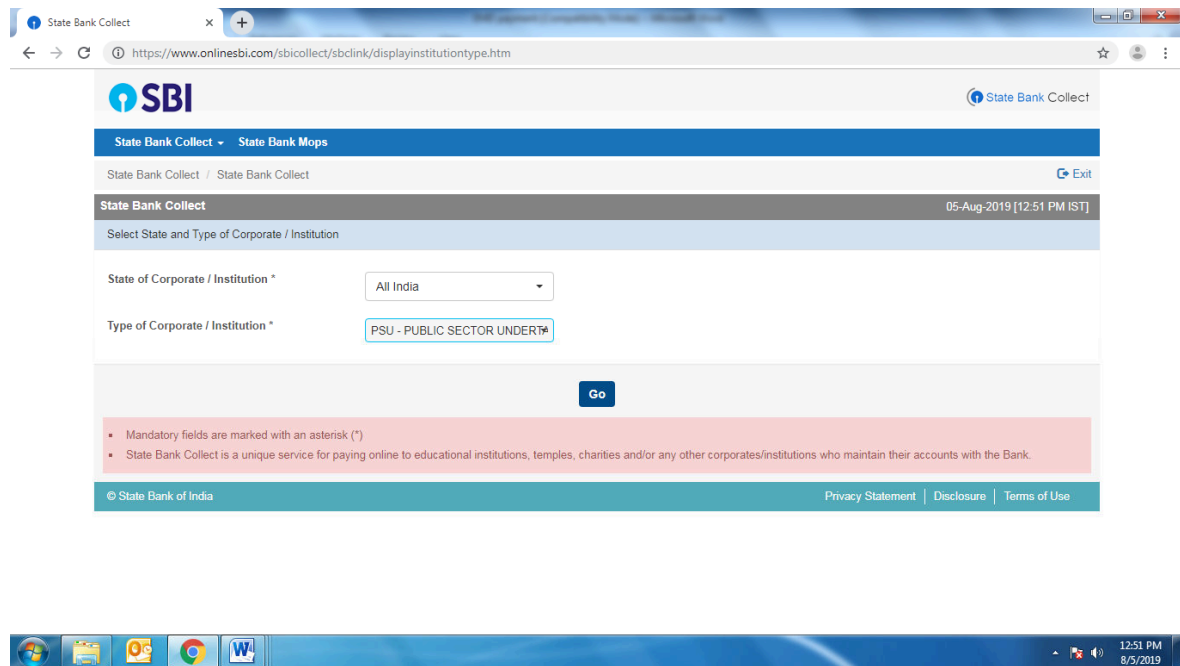 State Bank Collect
https://www.onlinesbi.com/sbicollect/sbclink/displayinstitutiontype.htm
SBI
State Bank Collect
State Bank Collect State Bank Mops
State Bank Collect / State Bank Collect
Exit
State Bank Collect
05-Aug-2019 [12:51 PM IST]
Select State and Type of Corporate / Institution
State of Corporate / Institution *
All India
Type of Corporate / Institution *
PSU - PUBLIC SECTOR UNDERTA
Go
Mandatory fields are marked with an asterisk (*)
State Bank Collect is a unique service for paying online to educational institutions, temples, charities and/or any other corporates/institutions who maintain their accounts with the Bank.
© State Bank of India
Privacy Statement | Disclosure | Terms of Use
12:51 PM
8/5/2019